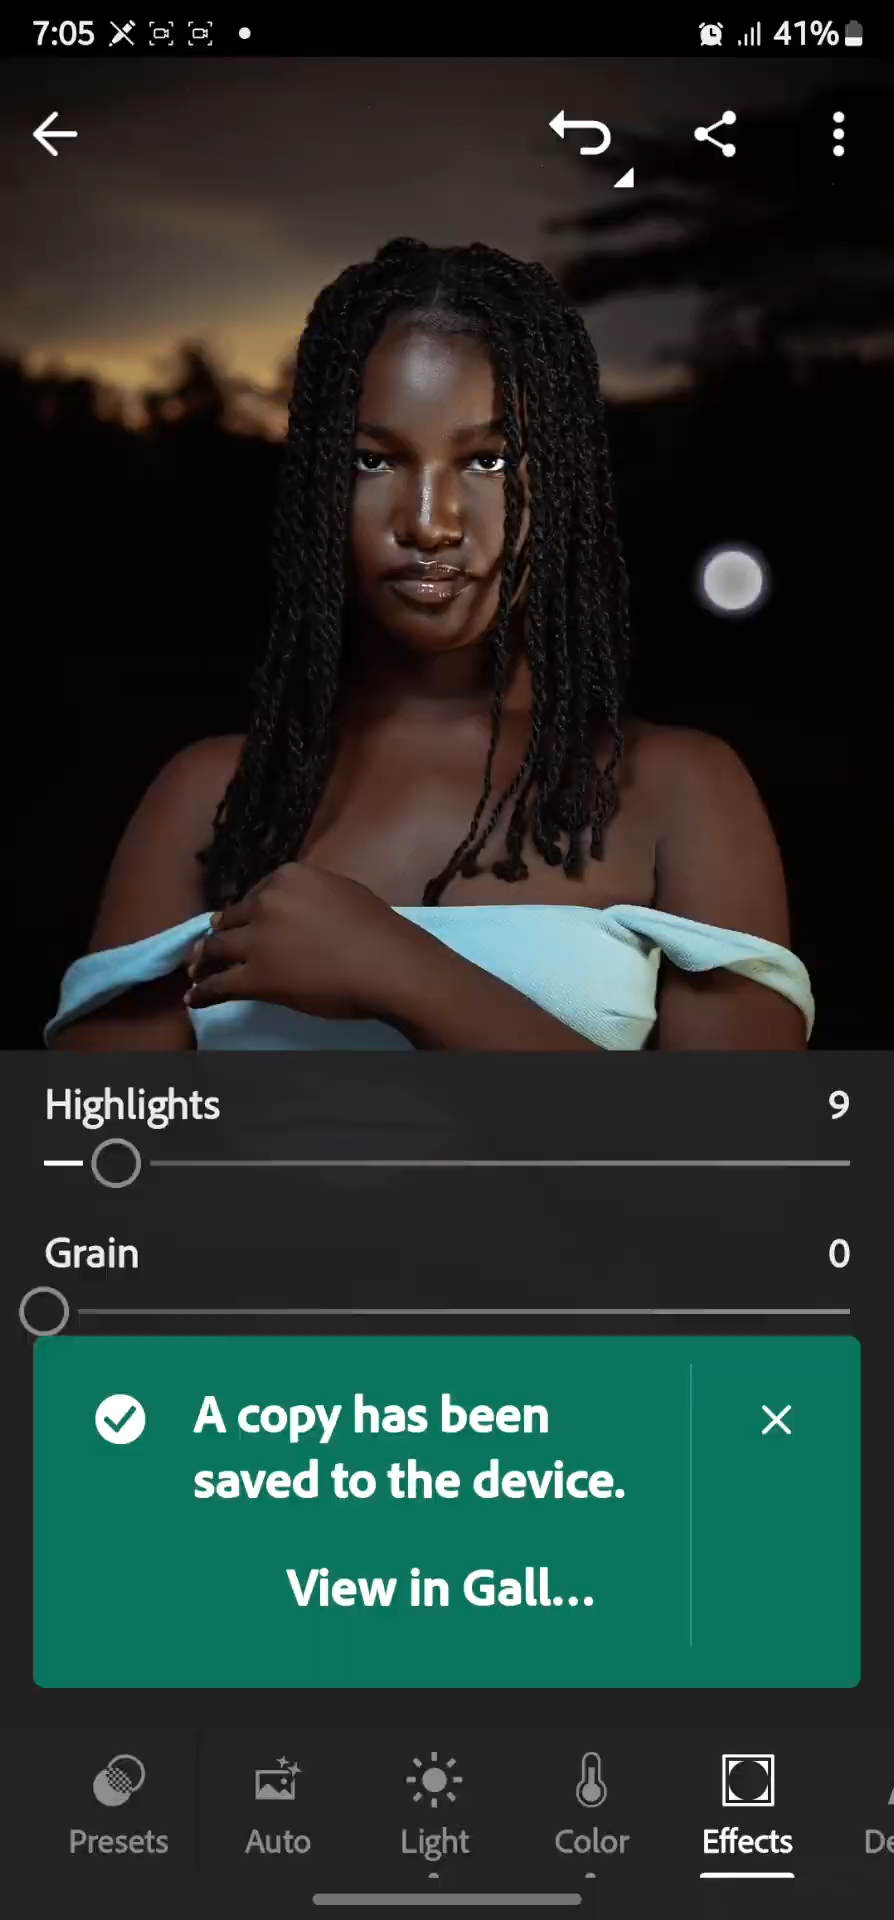 7:05
41%
Highlights 9
Grain 0
A copy has been
saved to the device.
View in Gall...
Presets Auto Light Color Effects De